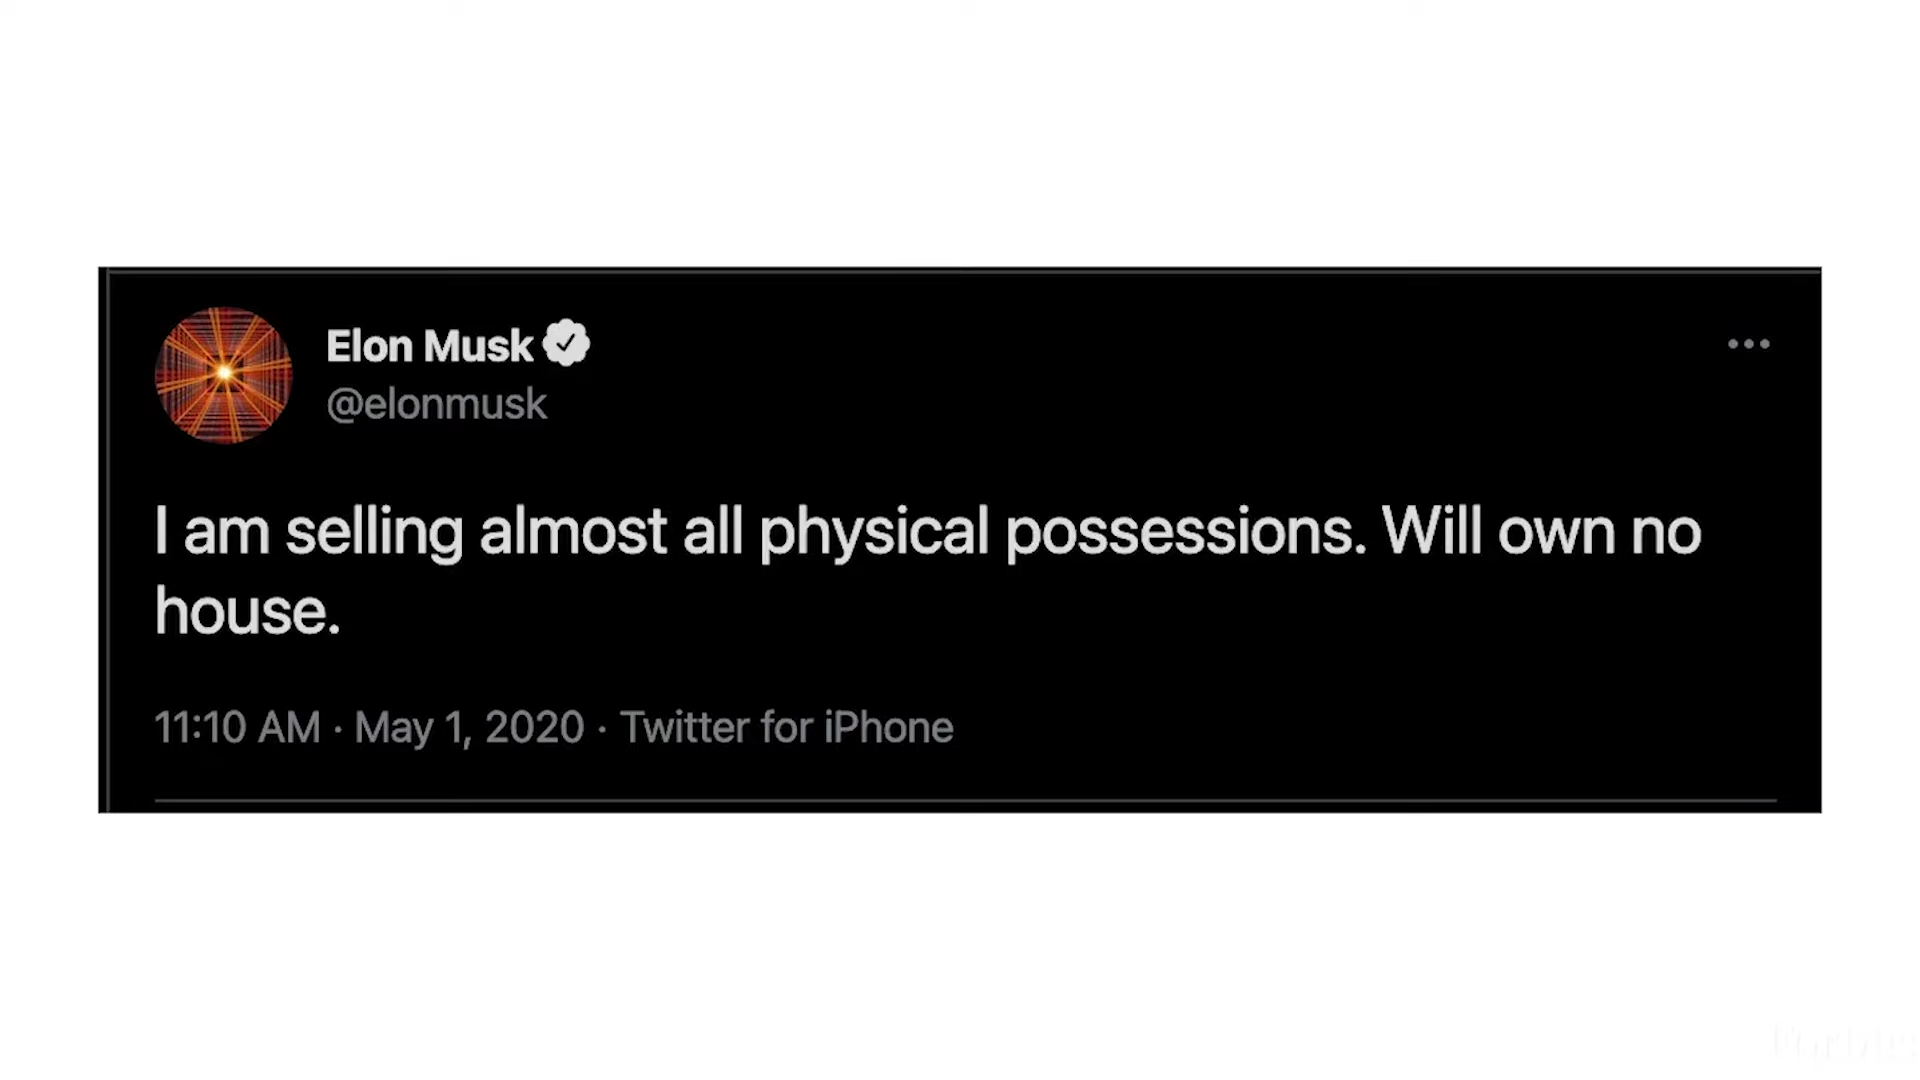 Elon Musk
@elonmusk
I am selling almost all physical possessions. Will own no
house.
11:10 AM · May 1, 2020 · Twitter for iPhone